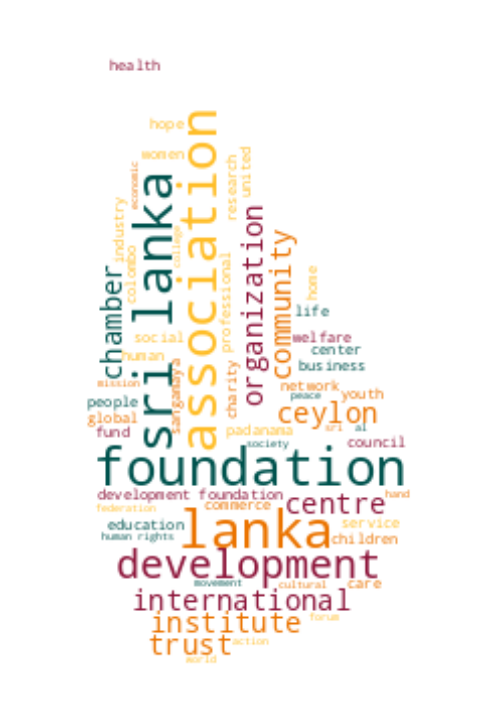 health
hope
association
women
economic
sri lanka
research
united
industry
colombo
college
organization
community
professional
chamber
home
life
social
human
welfare
center
business
mission
sangamaya
charity
network
peace
youth
people
global
fund
ceylon
padanama
sri
al
society
council
foundation
development foundation
hand
federation
commerce
centre
education
lanka
service
human rights
children
development
movement
cultural
care
international
institute
forum
trust
action
world